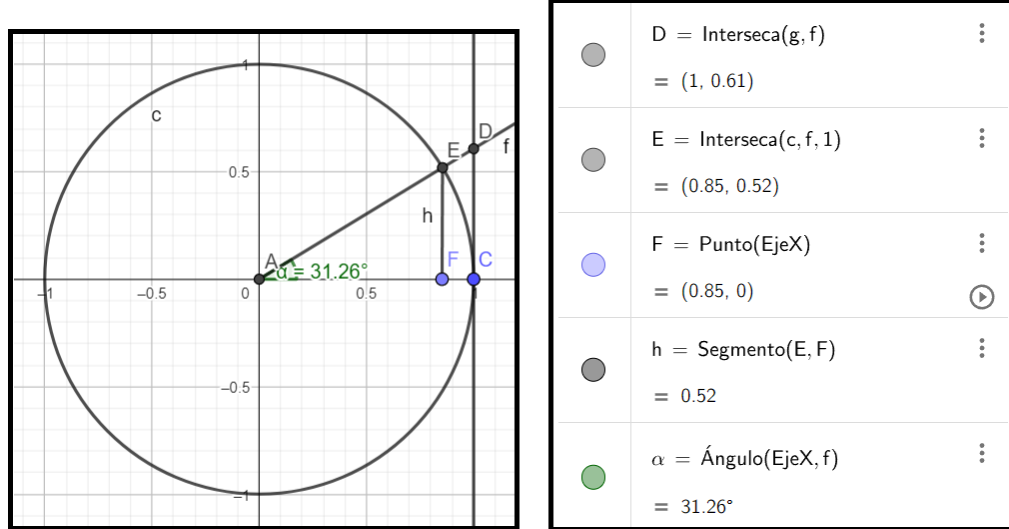 1
c
D
E
f
0.5
h
A
F
C
α = 31.26°
–1
–0.5
0
0.5
1
–0.5
–1
D = Interseca(g, f)
= (1, 0.61)
E = Interseca(c, f, 1)
= (0.85, 0.52)
F = Punto(EjeX)
= (0.85, 0)
h = Segmento(E, F)
= 0.52
α = Ángulo(EjeX, f)
= 31.26°